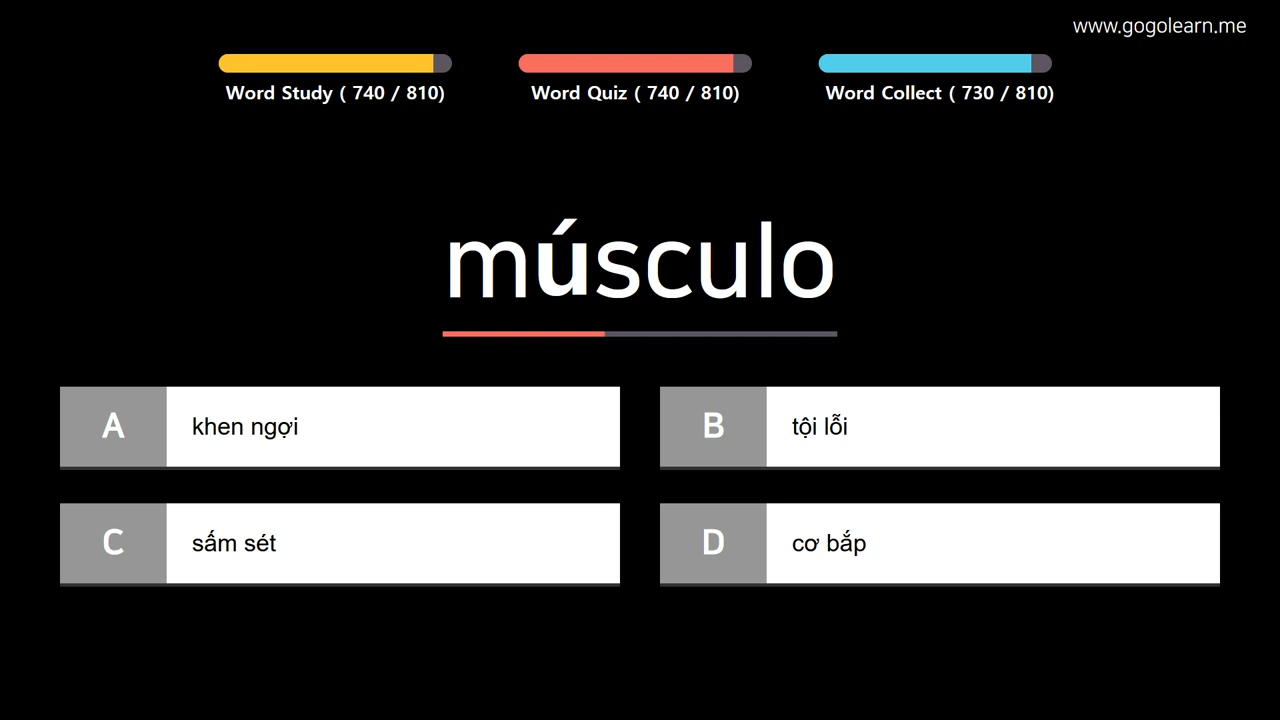 www.gogolearn.me
Word Study ( 740 / 810)
Word Quiz ( 740 / 810)
Word Collect ( 730 / 810)
músculo
A khen ngợi
B tội lỗi
C sấm sét
D cơ bắp